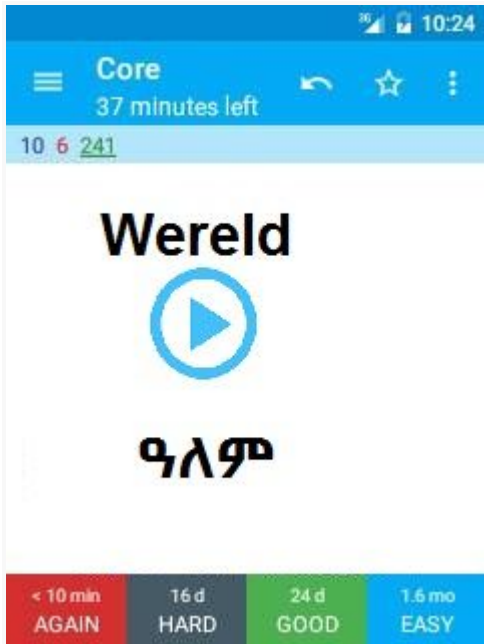 10:24
Core
37 minutes left
10 6 241
Wereld
ዓለም
< 10 min 16 d 24 d 1.6 mo
AGAIN HARD GOOD EASY